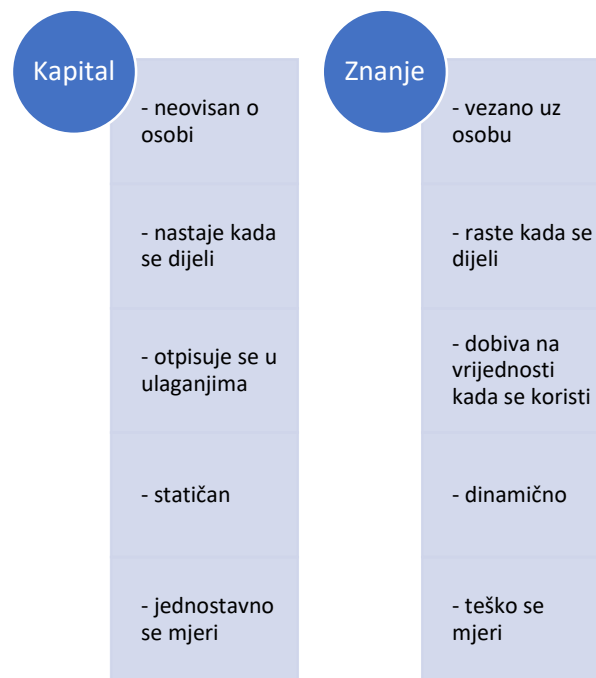 Kapital
- neovisan o
osobi
- nastaje kada
se dijeli
- otpisuje se u
ulaganjima
- statičan
- jednostavno
se mjeri
Znanje
- vezano uz
osobu
- raste kada se
dijeli
- dobiva na
vrijednosti
kada se koristi
- dinamično
- teško se
mjeri